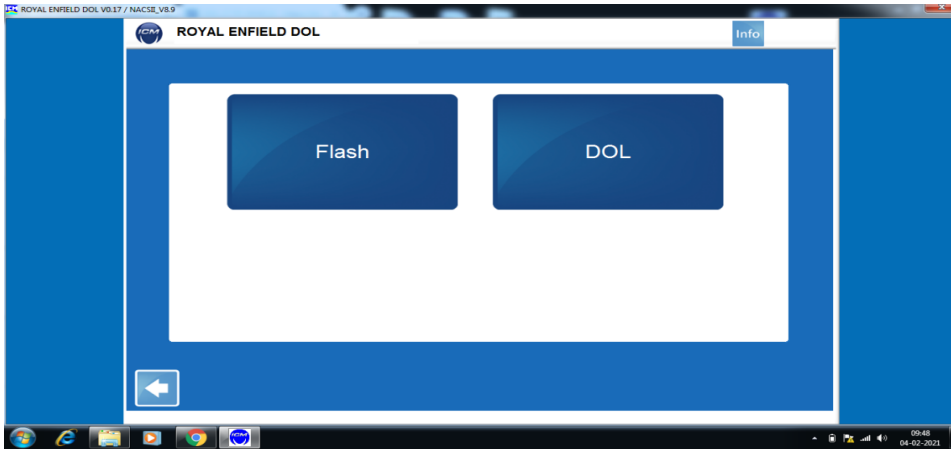 ROYAL ENFIELD DOL V0.17 / NACSII_V8.9
ICM
ROYAL ENFIELD DOL
Info
Flash
DOL
ICM
09:48
04-02-2021